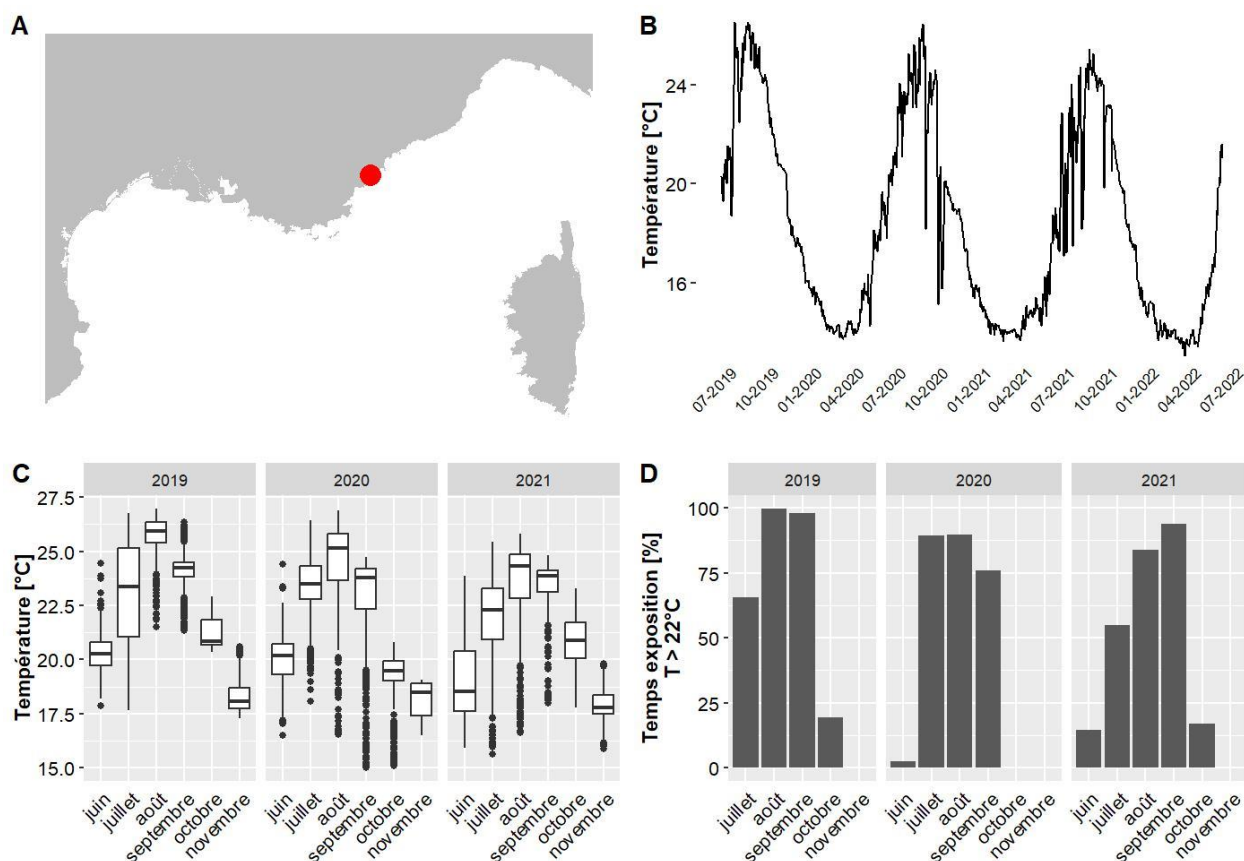 A
B
Température [°C]
24
20
16
07-2019
10-2019
01-2020
04-2020
07-2020
10-2020
01-2021
04-2021
07-2021
10-2021
01-2022
04-2022
07-2022
C
2019
2020
2021
Température [°C]
27.5
25.0
22.5
20.0
17.5
15.0
juin
juillet
août
septembre
octobre
novembre
juin
juillet
août
septembre
octobre
novembre
juin
juillet
août
septembre
octobre
novembre
D
2019
2020
2021
Temps exposition [%]
T > 22°C
100
75
50
25
0
juillet
août
septembre
octobre
novembre
juin
juillet
août
septembre
octobre
novembre
juin
juillet
août
septembre
octobre
novembre